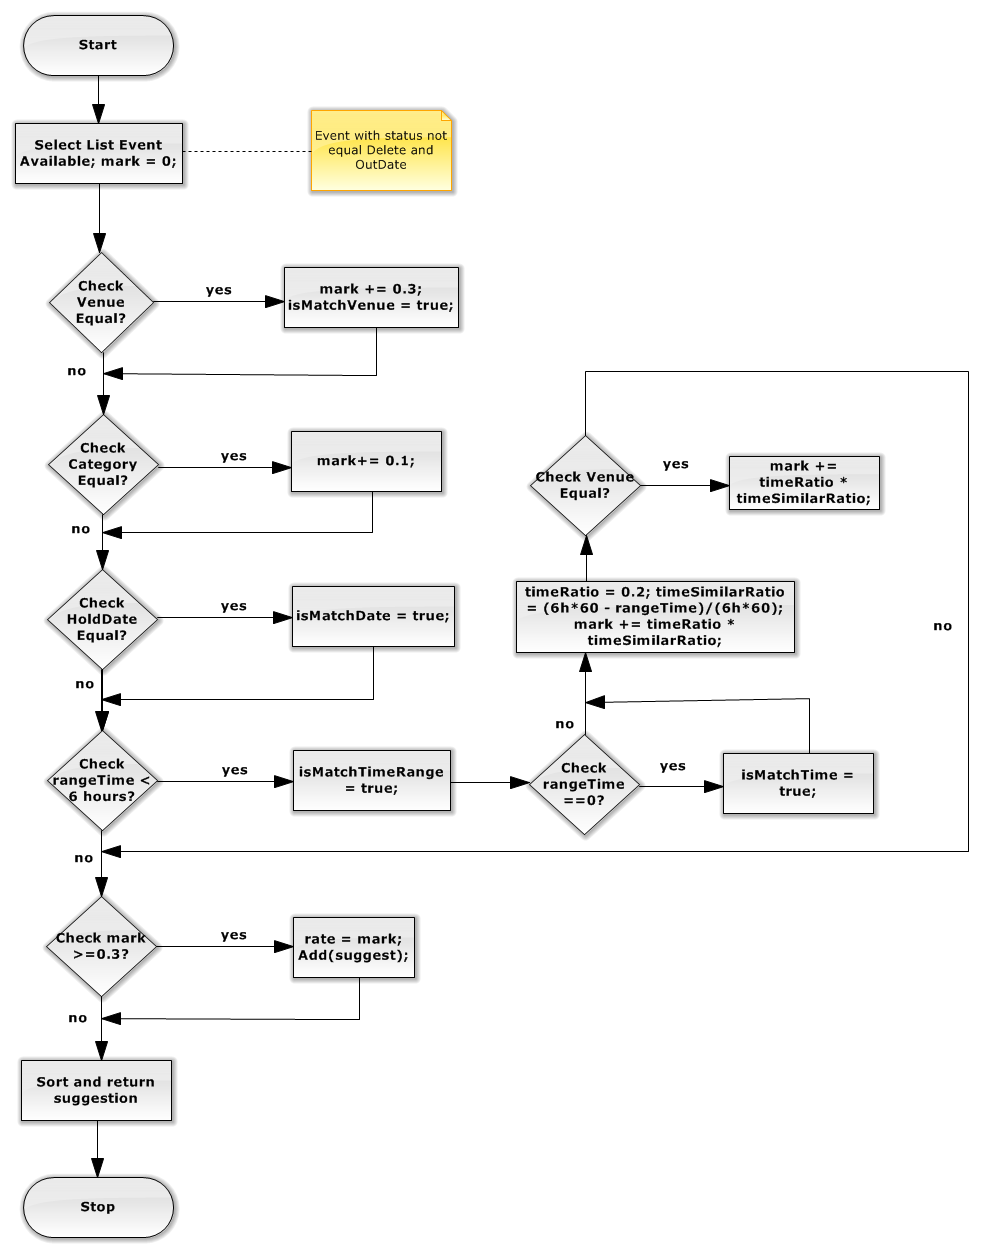 Start
Select List Event
Available; mark = 0;
Event with status not
equal Delete and
OutDate
Check
Venue
Equal?
yes
mark += 0.3;
isMatchVenue = true;
no
Check
Category
Equal?
yes
mark+= 0.1;
no
Check
HoldDate
Equal?
yes
isMatchDate = true;
no
Check
rangeTime <
6 hours?
yes
isMatchTimeRange
= true;
Check
rangeTime
==0?
yes
isMatchTime =
true;
no
timeRatio = 0.2; timeSimilarRatio
= (6h*60 - rangeTime)/(6h*60);
mark += timeRatio *
timeSimilarRatio;
Check Venue
Equal?
yes
mark +=
timeRatio *
timeSimilarRatio;
no
no
Check mark
>=0.3?
yes
rate = mark;
Add(suggest);
no
Sort and return
suggestion
Stop